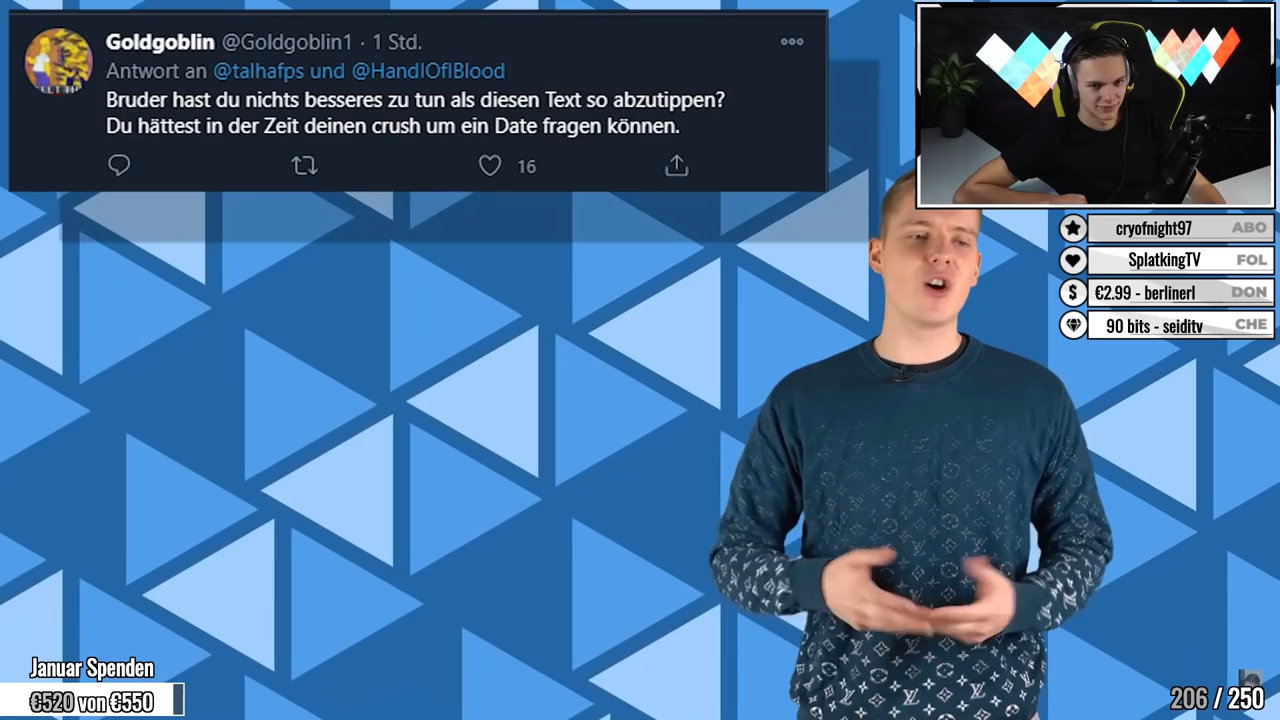 Goldgoblin @Goldgoblin1 · 1 Std.
Antwort an @talhafps und @HandIOfIBlood
Bruder hast du nichts besseres zu tun als diesen Text so abzutippen?
Du hättest in der Zeit deinen crush um ein Date fragen können.
16
cryofnight97 ABO
SplatkingTV FOL
$ €2.99 - berlinerl DON
90 bits - seiditv CHE
Januar Spenden
€520 von €550
206 / 250